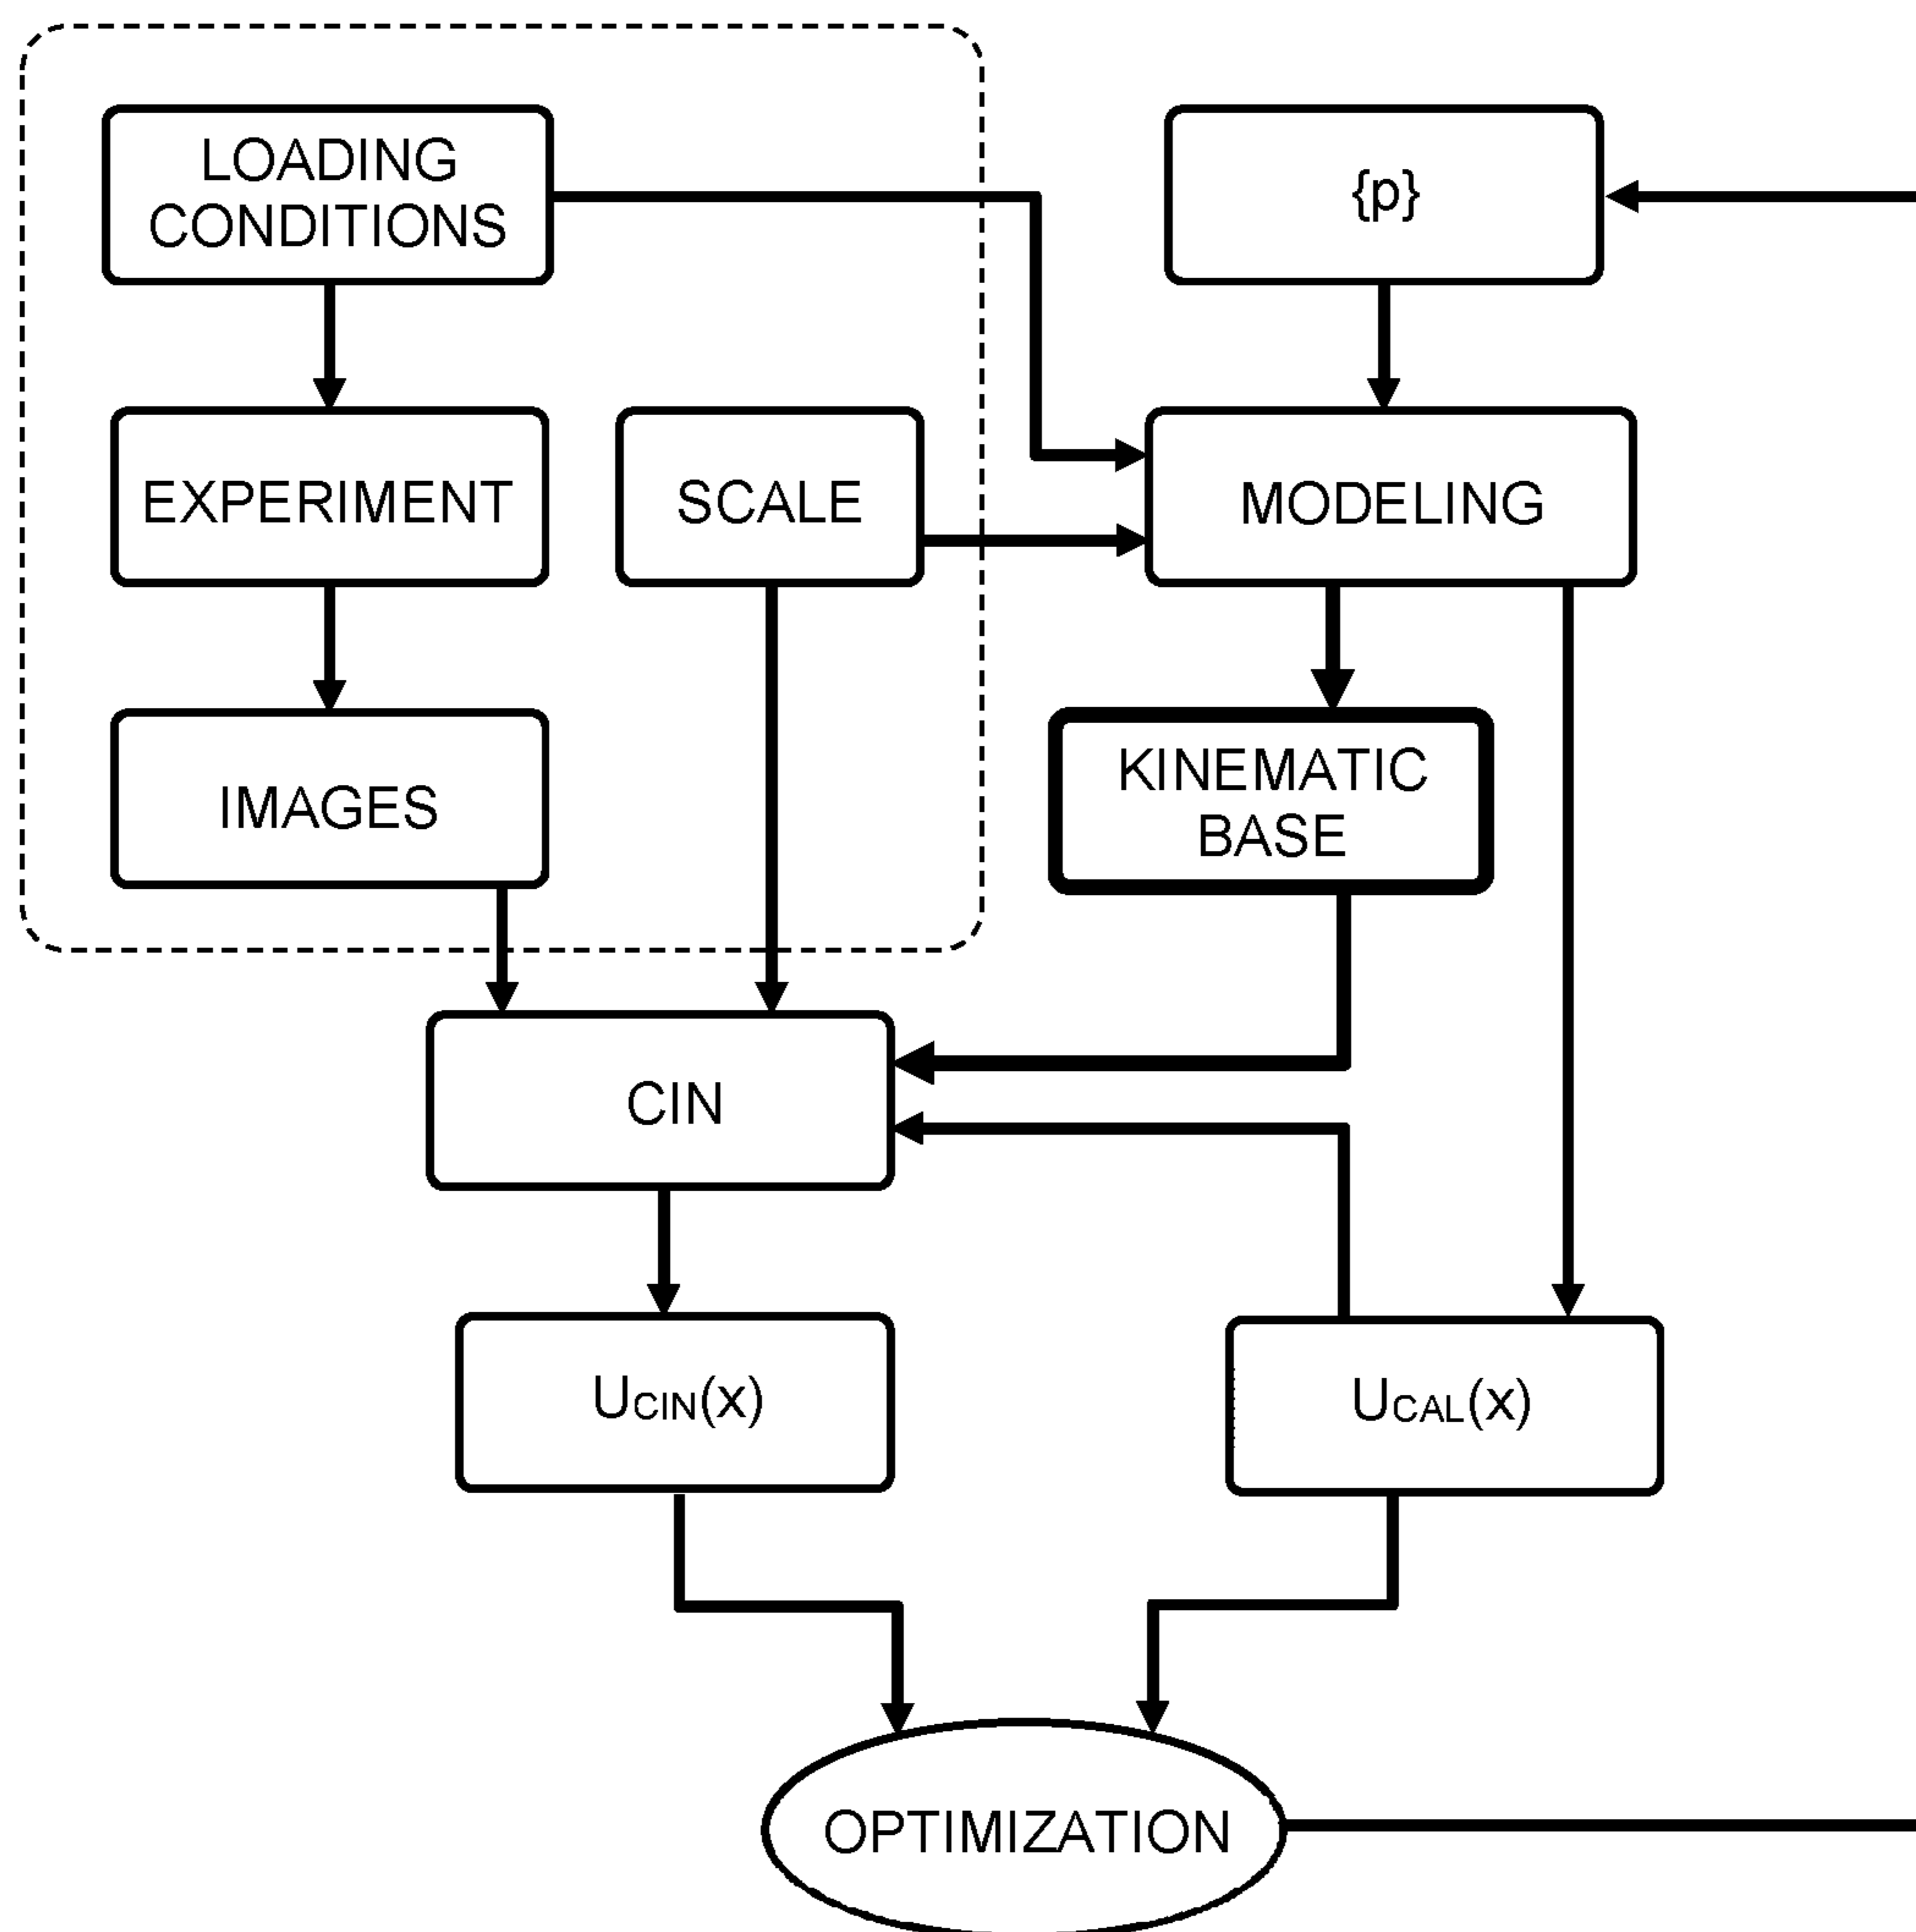 LOADING
CONDITIONS
{p}
EXPERIMENT
SCALE
MODELING
IMAGES
KINEMATIC
BASE
CIN
UCIN(x)
UCAL(x)
OPTIMIZATION